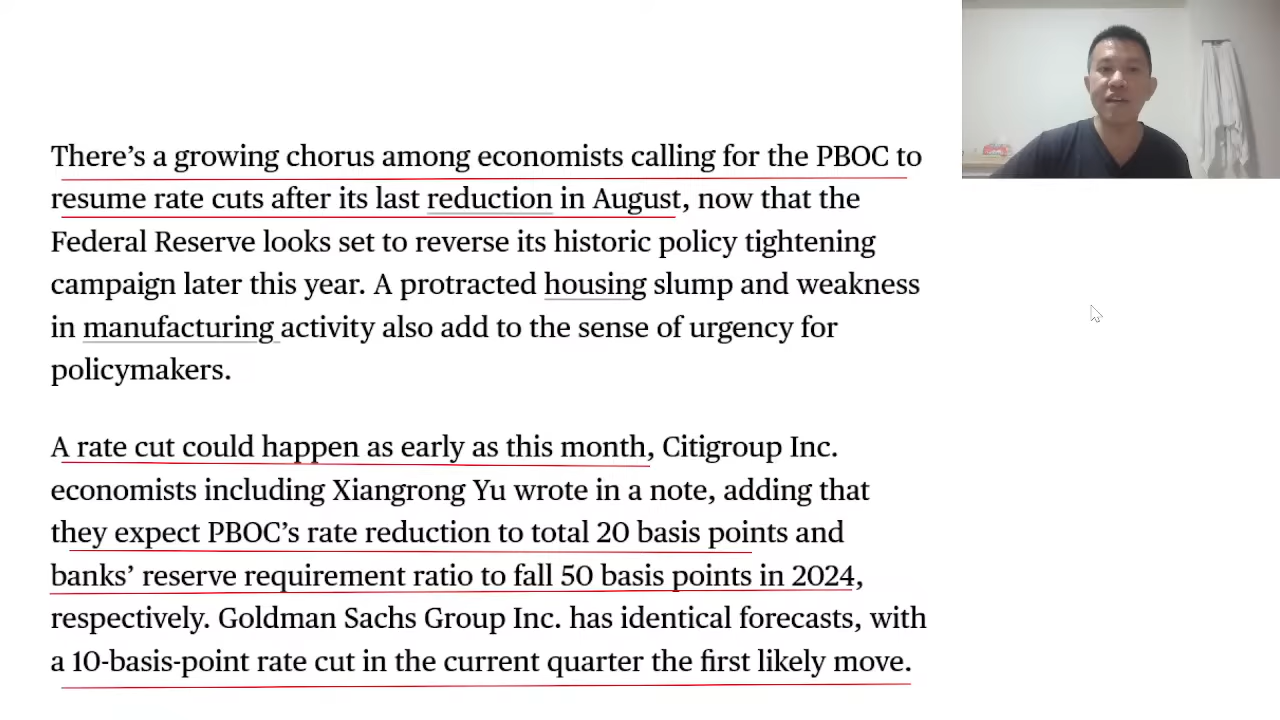 There’s a growing chorus among economists calling for the PBOC to
resume rate cuts after its last reduction in August, now that the
Federal Reserve looks set to reverse its historic policy tightening
campaign later this year. A protracted housing slump and weakness
in manufacturing activity also add to the sense of urgency for
policymakers.
A rate cut could happen as early as this month, Citigroup Inc.
economists including Xiangrong Yu wrote in a note, adding that
they expect PBOC’s rate reduction to total 20 basis points and
banks’ reserve requirement ratio to fall 50 basis points in 2024,
respectively. Goldman Sachs Group Inc. has identical forecasts, with
a 10-basis-point rate cut in the current quarter the first likely move.